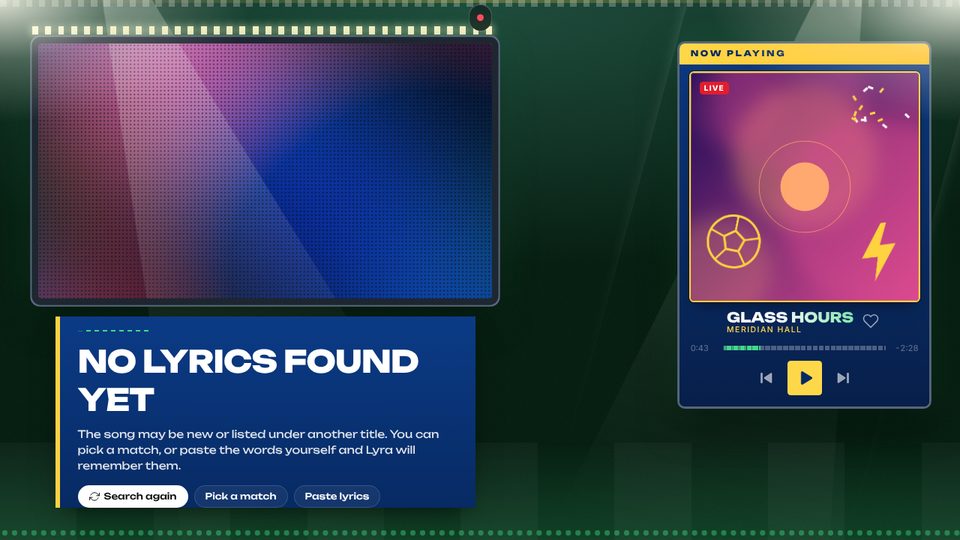 NO LYRICS FOUND
YET
The song may be new or listed under another title. You can
pick a match, or paste the words yourself and Lyra will
remember them.
Search again
Pick a match
Paste lyrics
NOW PLAYING
LIVE
GLASS HOURS
MERIDIAN HALL
0:43
-2:28